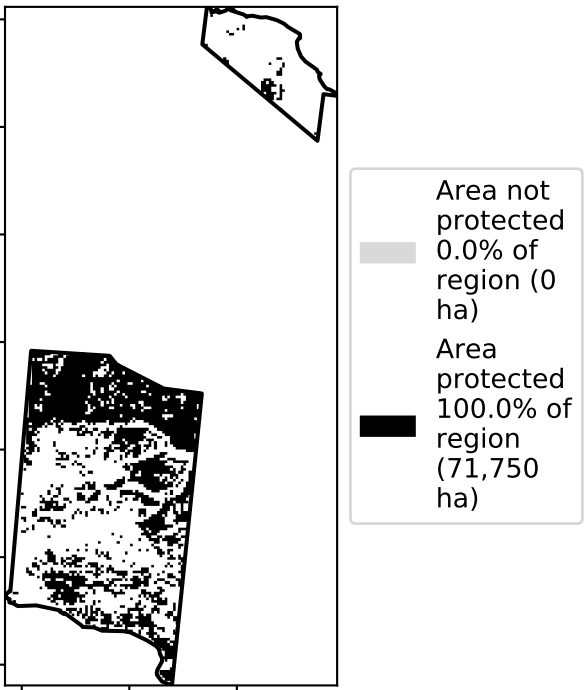 Area not
protected
0.0% of
region (0
ha)
Area
protected
100.0% of
region
(71,750
ha)